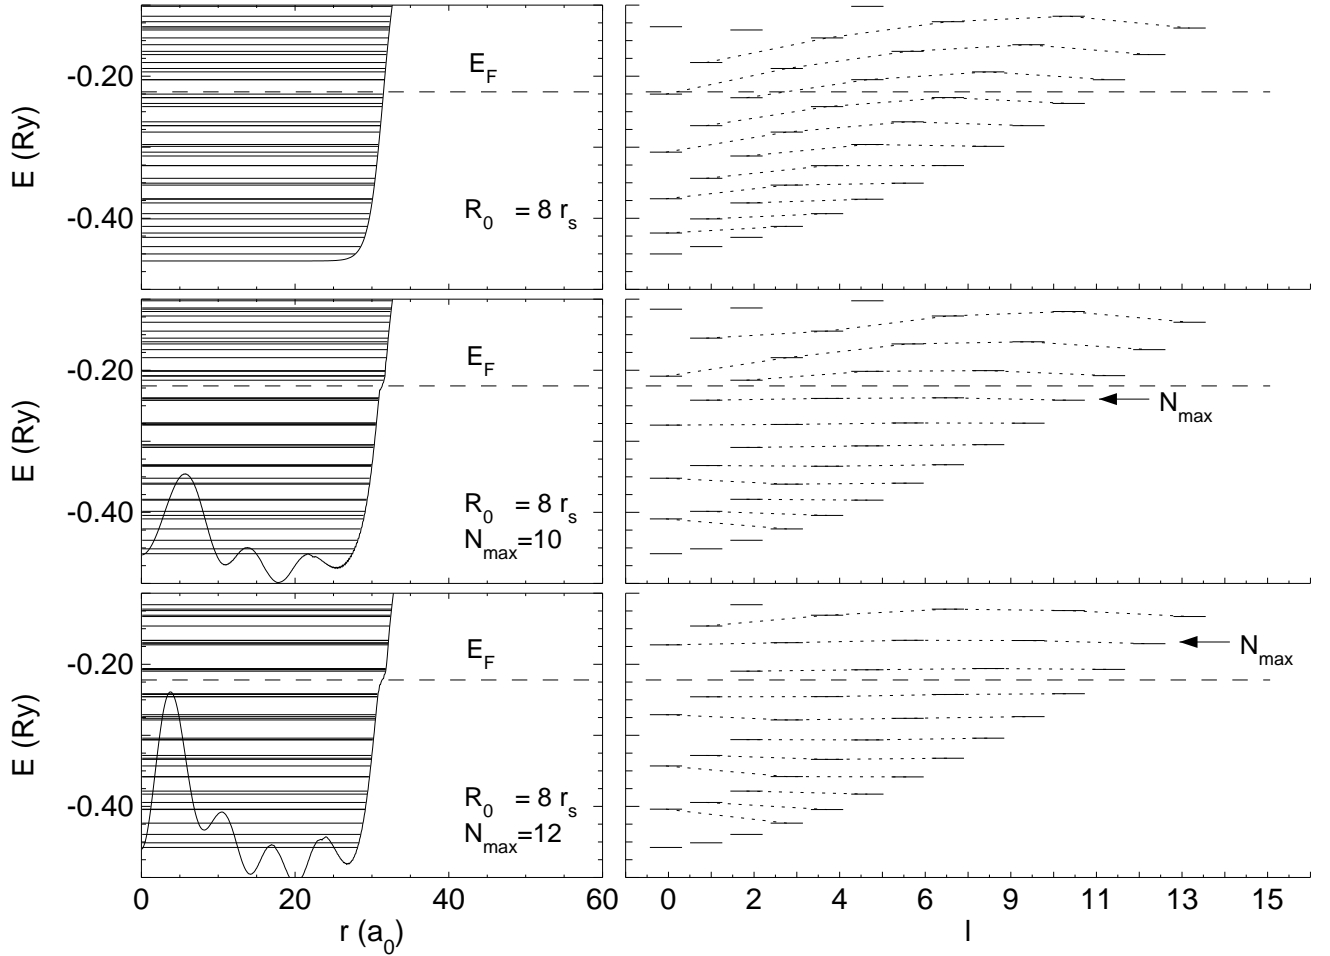 E (Ry)
-0.20
-0.40
E_F
R_0 = 8 r_s
E (Ry)
-0.20
-0.40
E_F
R_0 = 8 r_s
N_max=10
N_max
E (Ry)
-0.20
-0.40
E_F
R_0 = 8 r_s
N_max=12
N_max
0 20 40 60
0 2 4 6 9 11 13 15
r (a_0)
l